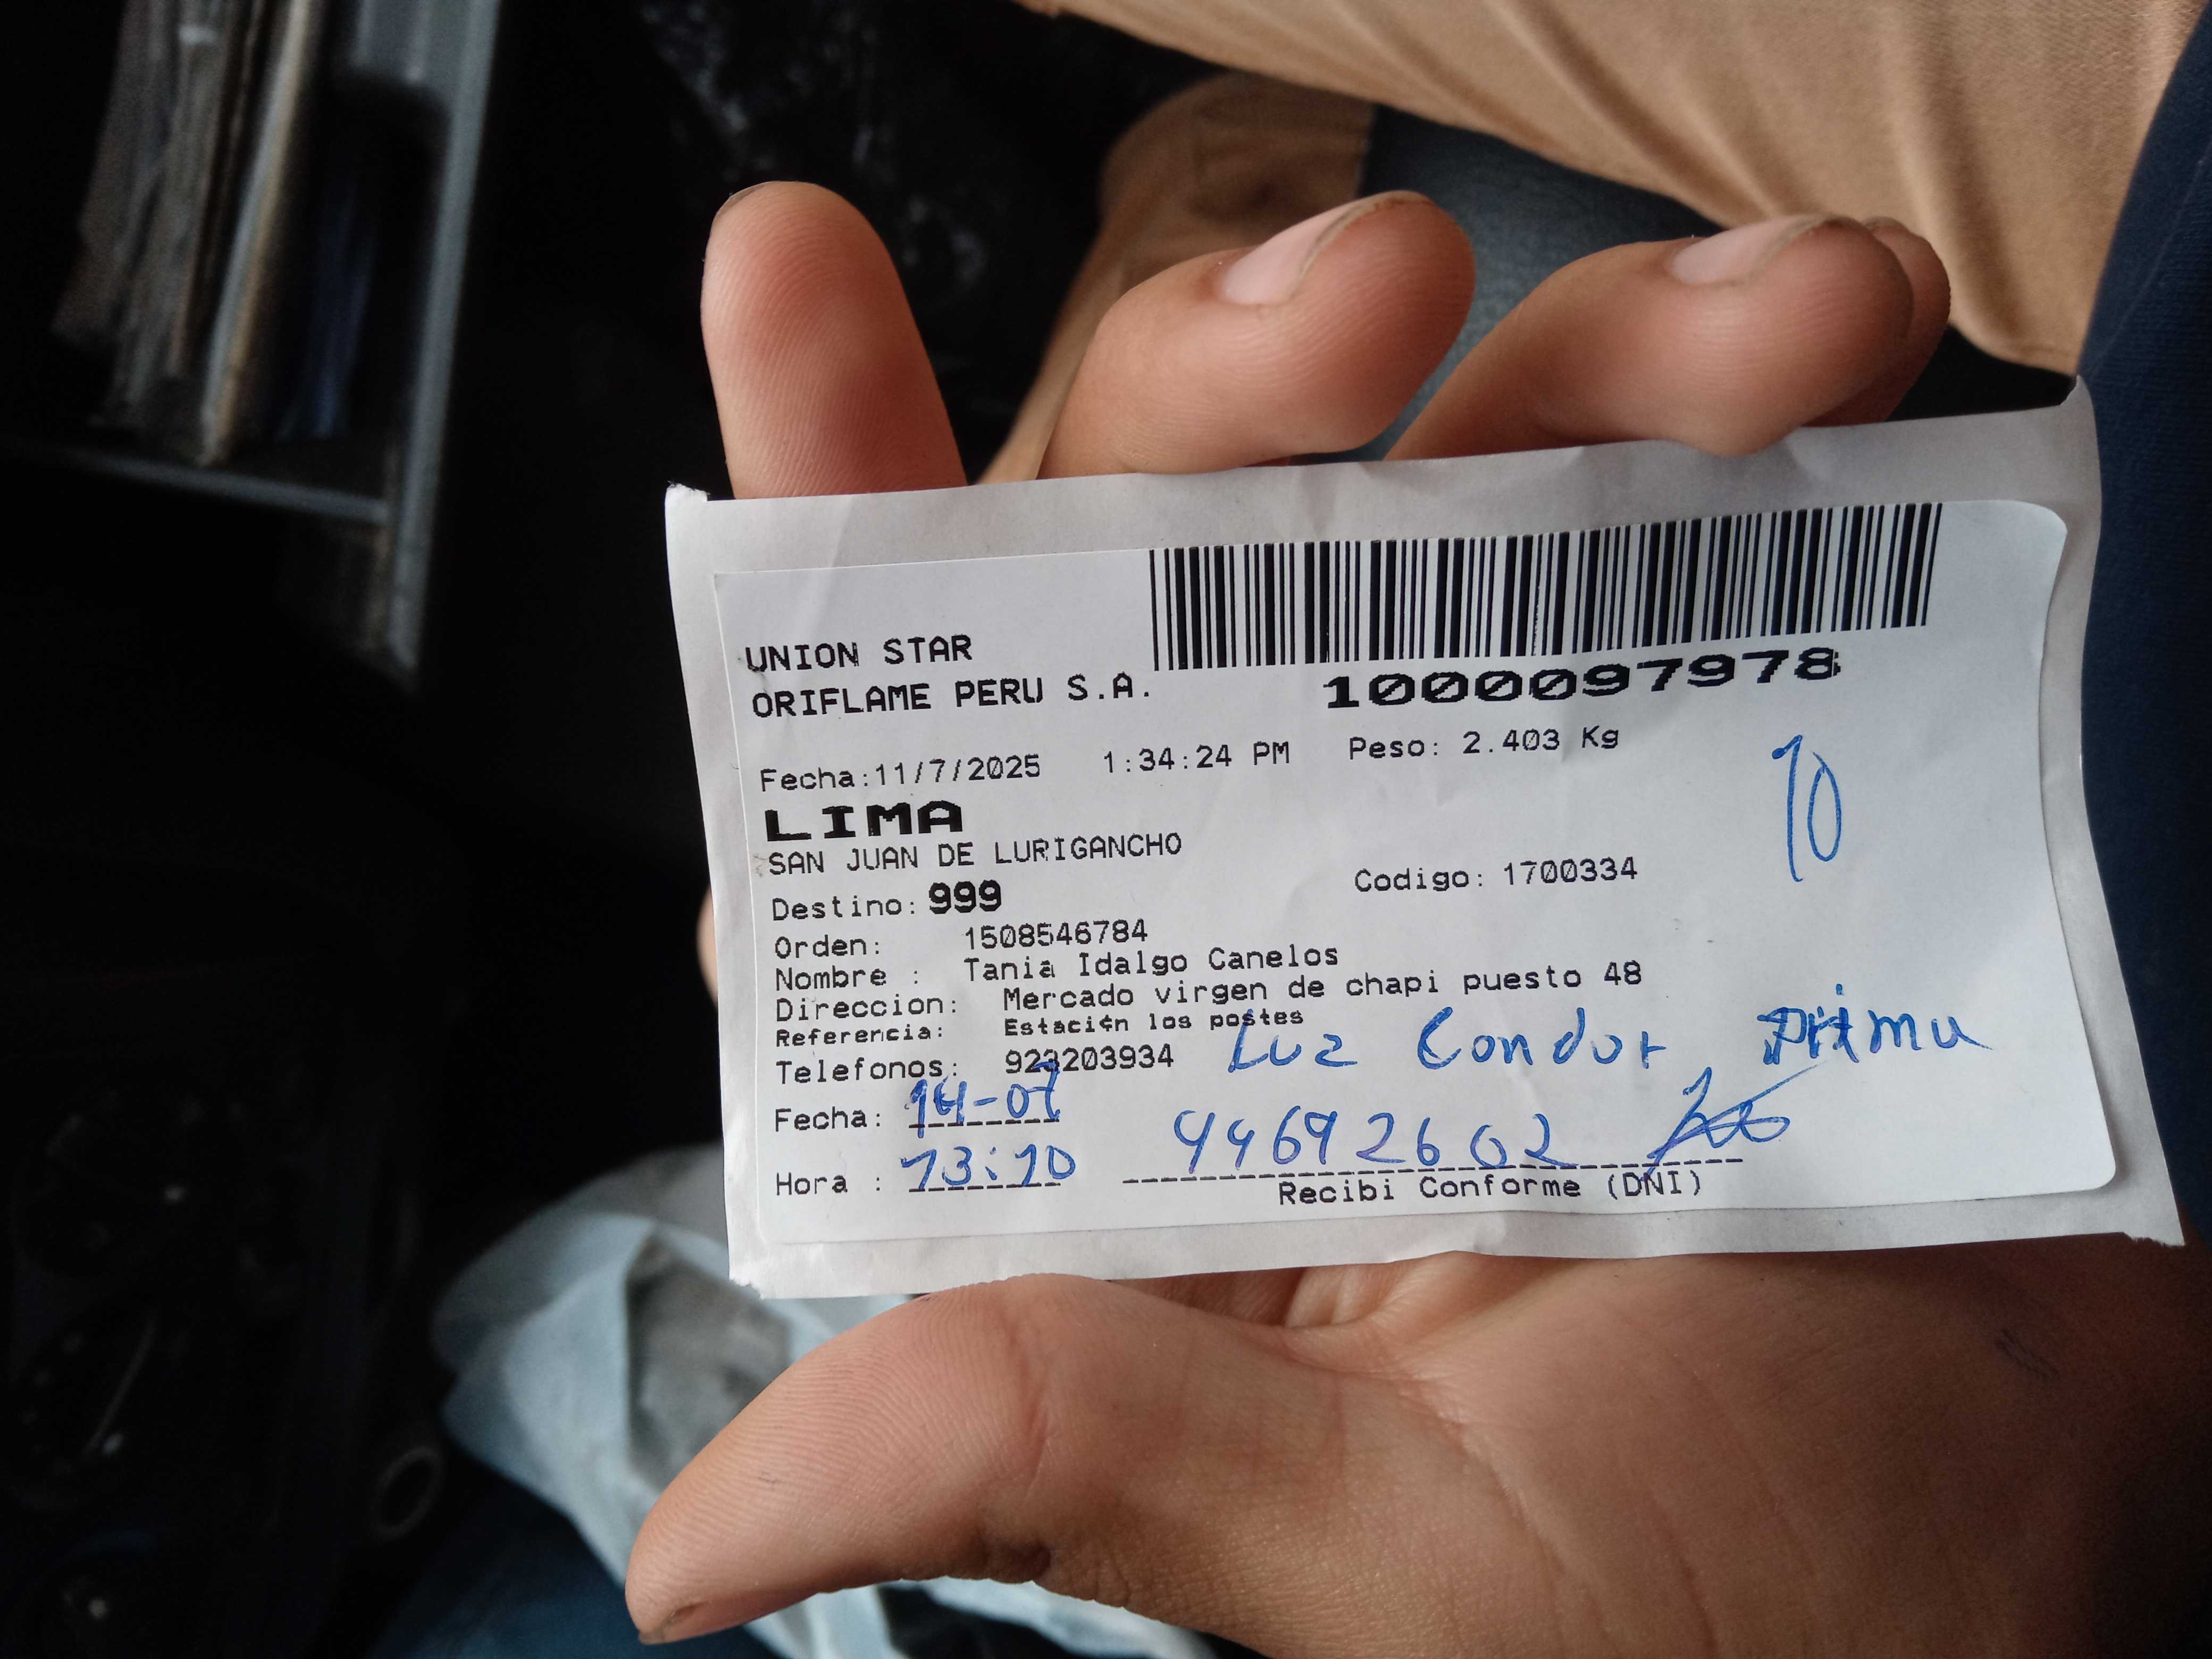 UNION STAR
ORIFLAME PERU S.A.
1000097978
Fecha:11/7/2025 1:34:24 PM Peso: 2.403 Kg
10
LIMA
SAN JUAN DE LURIGANCHO
Destino: 999 Codigo: 1700334
Orden: 1508546784
Nombre : Tania Idalgo Canelos
Direccion: Mercado virgen de chapi puesto 48
Referencia: Estaci¢n los postes
Telefonos: 923203934 Luz Condor Prima
Fecha: 14-07
Hora : 13:10 44692602
Recibi Conforme (DNI)